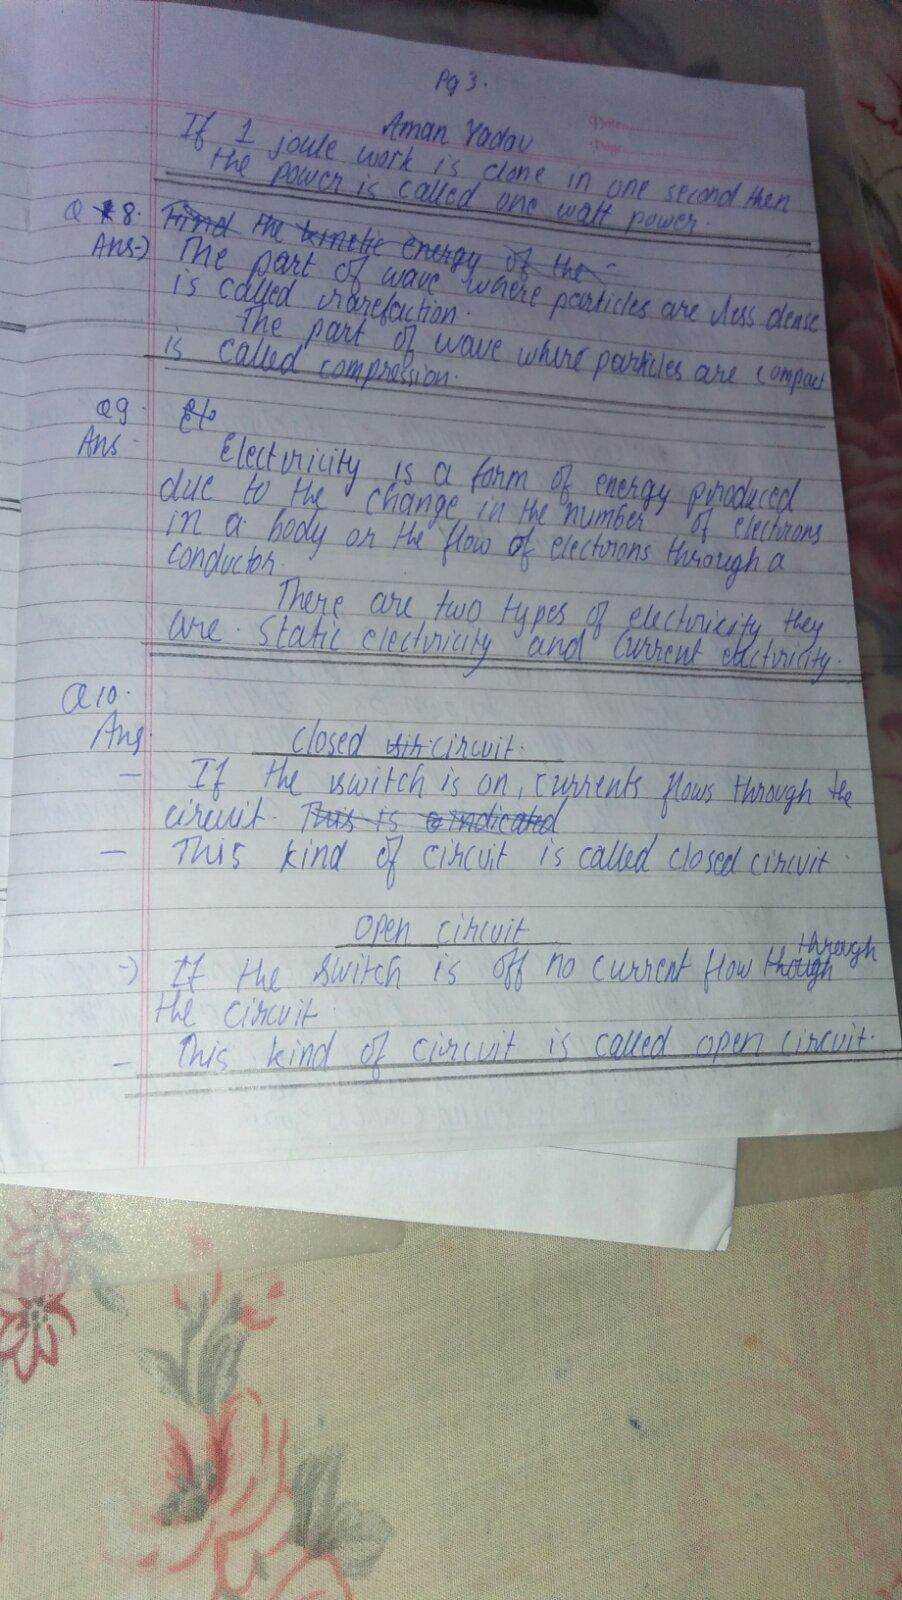 Pg 3.
Aman Yadav
Date
Page
If 1 joule work is done in one second then
the power is called one watt power.
Q 8. Find the kinetic energy of the
Ans-) The part of wave where particles are less dense
is called rarefaction.
The part of wave where particles are compact
is called compression.
Q9. Ele
Ans- Electricity is a form of energy produced
due to the change in the number of electrons
in a body or the flow of electrons through a
conductor.
There are two types of electricity they
are. Static electricity and Current electricity.
Q10.
Ans. Closed circuit.
- If the switch is on, currents flows through the
circuit. This is indicated
- This kind of circuit is called closed circuit.
Open circuit
-) If the switch is off no current flow though through
the circuit.
- This kind of circuit is called open circuit.